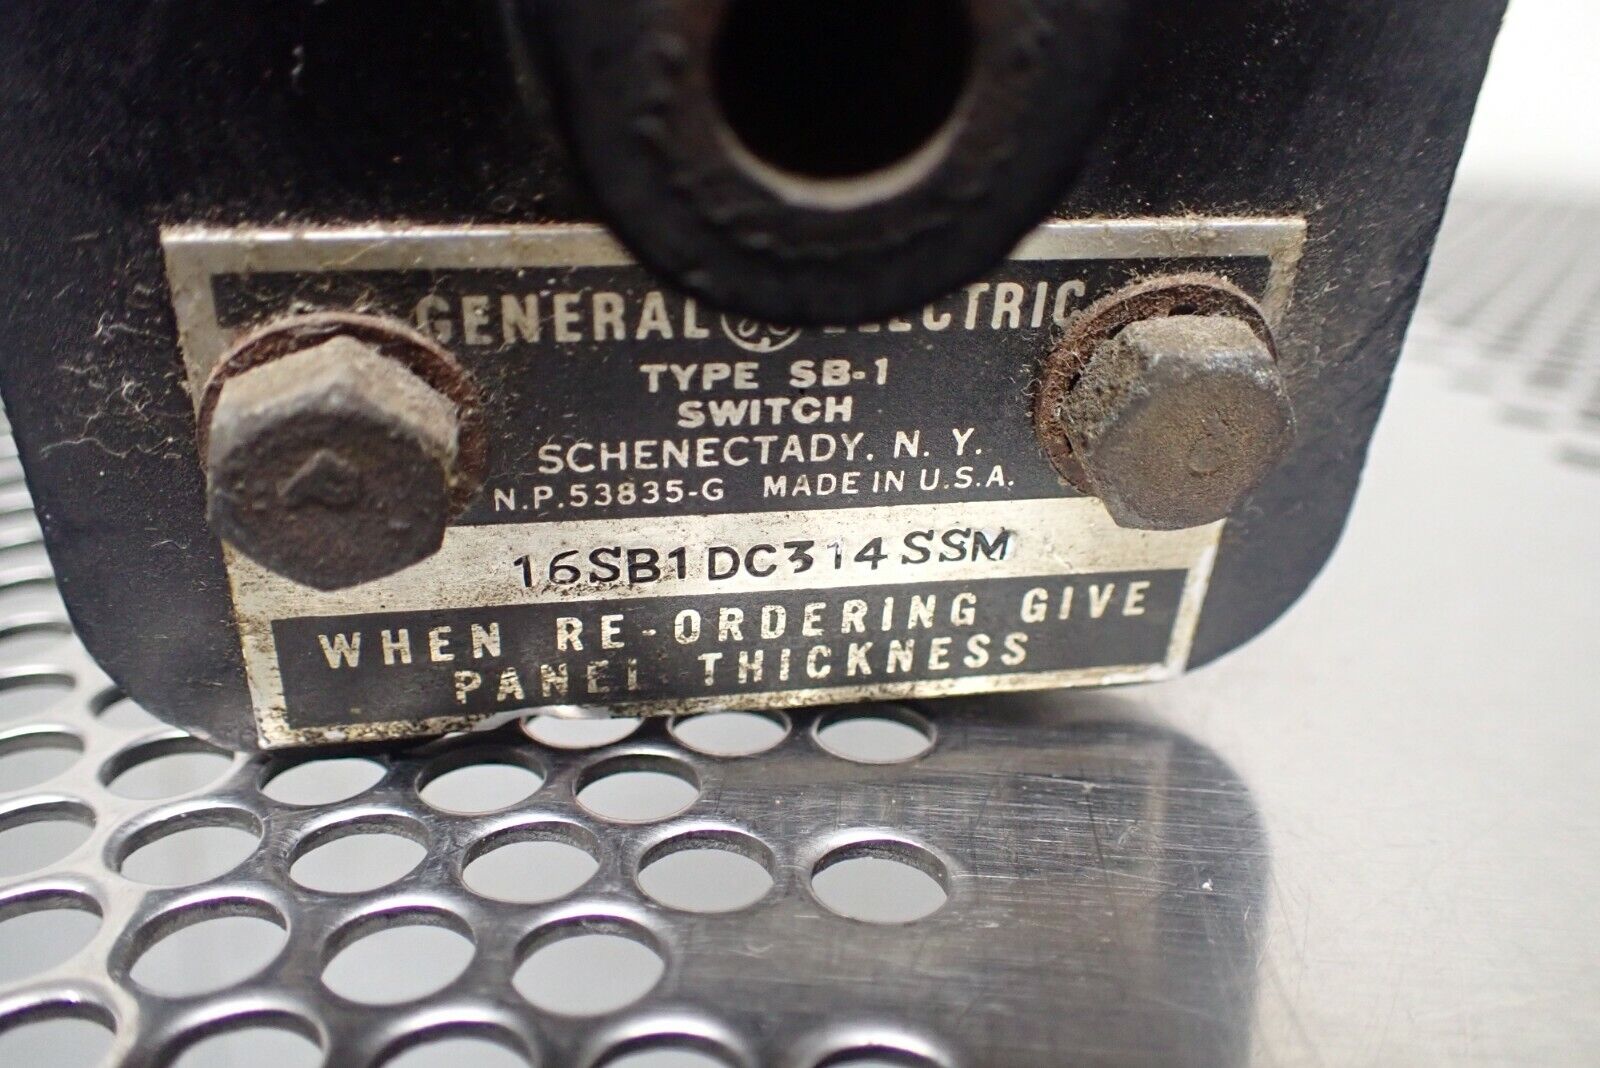 GENERAL ELECTRIC
TYPE SB-1
SWITCH
SCHENECTADY, N. Y.
N.P.53835-G MADE IN U.S.A.
16SB1DC314SSM
WHEN RE-ORDERING GIVE
PANEL THICKNESS